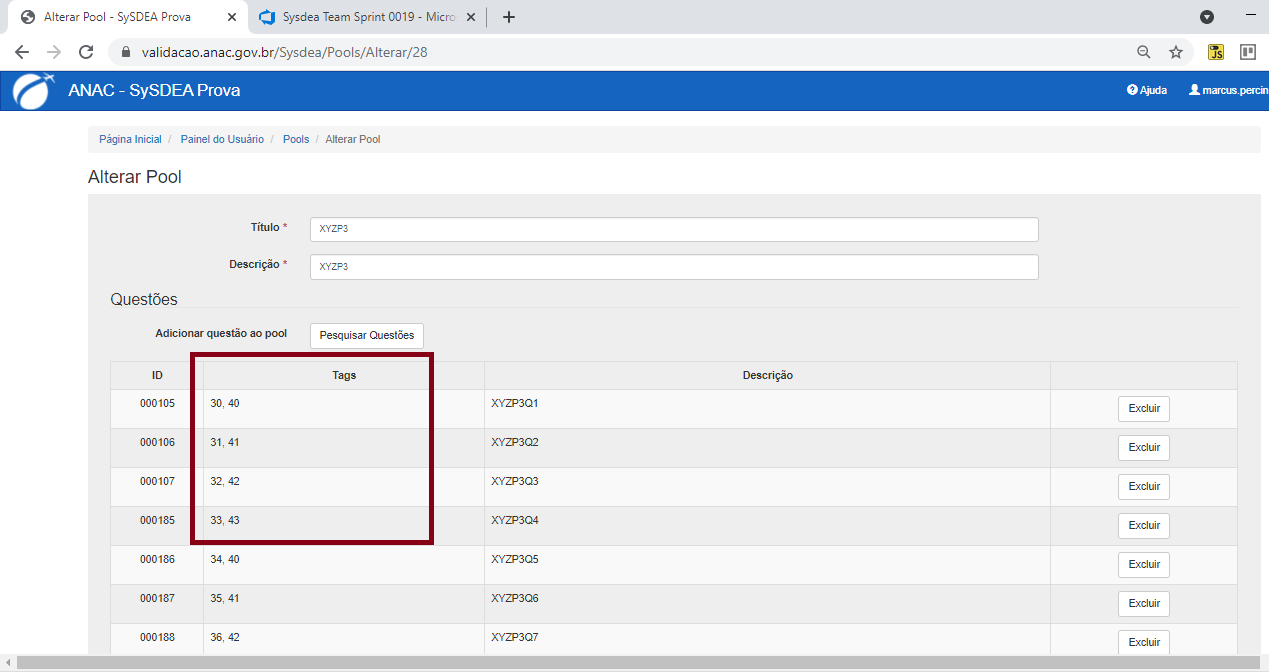 Alterar Pool - SySDEA Prova
Sysdea Team Sprint 0019 - Micro
validacao.anac.gov.br/Sysdea/Pools/Alterar/28
JS
ANAC - SySDEA Prova
Ajuda
marcus.percin
Página Inicial / Painel do Usuário / Pools / Alterar Pool
Alterar Pool
Título * XYZP3
Descrição * XYZP3
Questões
Adicionar questão ao pool Pesquisar Questões
ID Tags Descrição
000105 30, 40 XYZP3Q1 Excluir
000106 31, 41 XYZP3Q2 Excluir
000107 32, 42 XYZP3Q3 Excluir
000185 33, 43 XYZP3Q4 Excluir
000186 34, 40 XYZP3Q5 Excluir
000187 35, 41 XYZP3Q6 Excluir
000188 36, 42 XYZP3Q7 Excluir